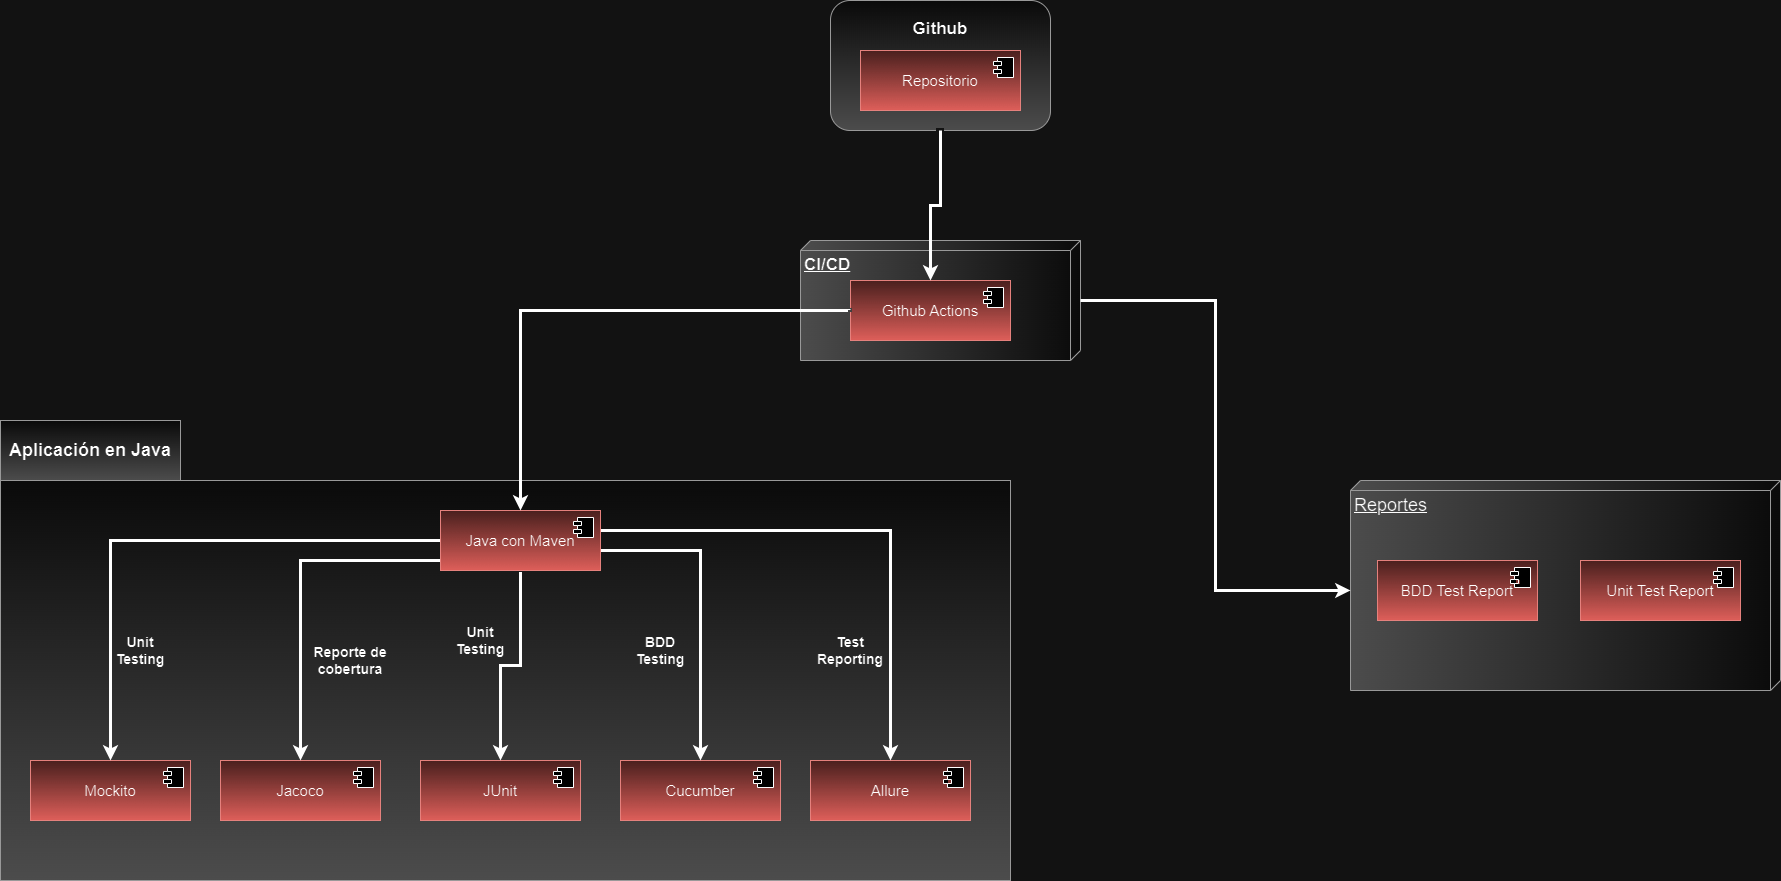 Github
Repositorio
CI/CD
Github Actions
Aplicación en Java
Java con Maven
Reportes
BDD Test Report
Unit Test Report
Unit
Testing
Reporte de
cobertura
Unit
Testing
BDD
Testing
Test
Reporting
Mockito
Jacoco
JUnit
Cucumber
Allure